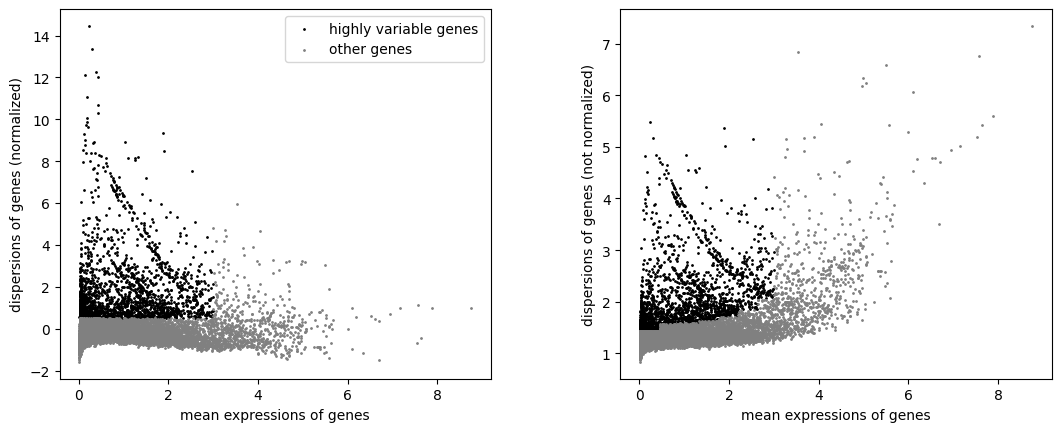 highly variable genes
other genes
dispersions of genes (normalized)
14
12
10
8
6
4
2
0
−2
0 2 4 6 8
mean expressions of genes
dispersions of genes (not normalized)
7
6
5
4
3
2
1
0 2 4 6 8
mean expressions of genes